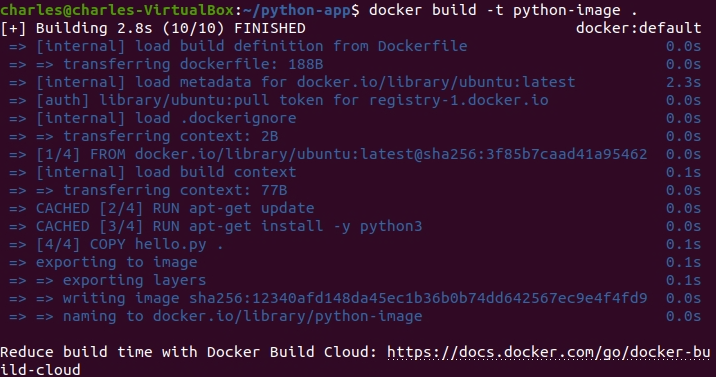 charles@charles-VirtualBox:~/python-app$ docker build -t python-image .
[+] Building 2.8s (10/10) FINISHED docker:default
=> [internal] load build definition from Dockerfile 0.0s
=> => transferring dockerfile: 188B 0.0s
=> [internal] load metadata for docker.io/library/ubuntu:latest 2.3s
=> [auth] library/ubuntu:pull token for registry-1.docker.io 0.0s
=> [internal] load .dockerignore 0.0s
=> => transferring context: 2B 0.0s
=> [1/4] FROM docker.io/library/ubuntu:latest@sha256:3f85b7caad41a95462 0.0s
=> [internal] load build context 0.1s
=> => transferring context: 77B 0.0s
=> CACHED [2/4] RUN apt-get update 0.0s
=> CACHED [3/4] RUN apt-get install -y python3 0.0s
=> [4/4] COPY hello.py . 0.1s
=> exporting to image 0.1s
=> => exporting layers 0.1s
=> => writing image sha256:12340afd148da45ec1b36b0b74dd642567ec9e4f4fd9 0.0s
=> => naming to docker.io/library/python-image 0.0s
Reduce build time with Docker Build Cloud: https://docs.docker.com/go/docker-bu
ild-cloud